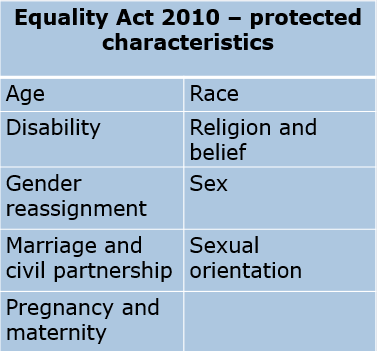 Equality Act 2010 – protected
characteristics
Age
Race
Disability
Religion and
belief
Gender
reassignment
Sex
Marriage and
civil partnership
Sexual
orientation
Pregnancy and
maternity